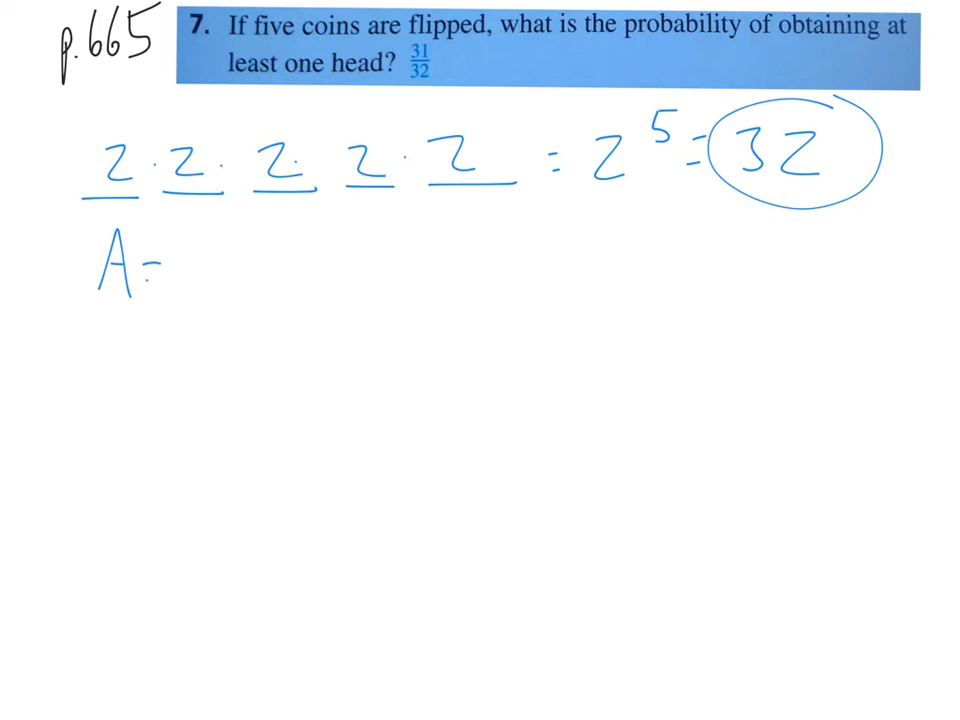 p.665
7. If five coins are flipped, what is the probability of obtaining at
least one head? 31/32
2 · 2 · 2 · 2 · 2 = 2^5 = 32
A =